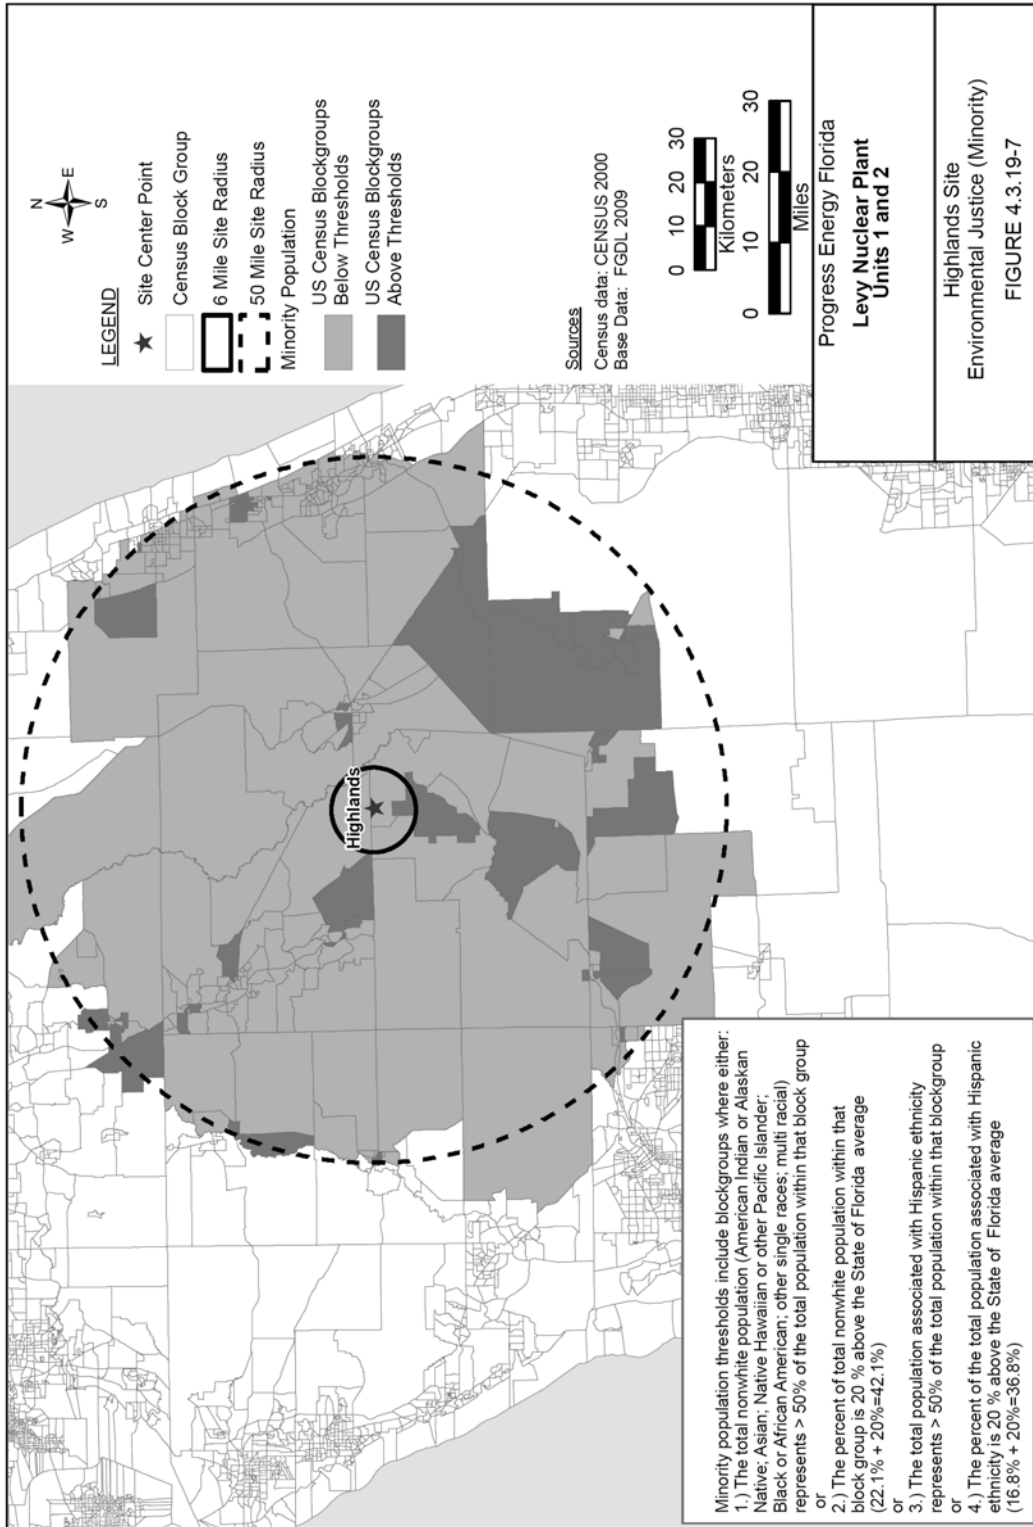 N
W E
S
LEGEND
Site Center Point
Census Block Group
6 Mile Site Radius
50 Mile Site Radius
Minority Population
US Census Blockgroups
Below Thresholds
US Census Blockgroups
Above Thresholds
Sources
Census data: CENSUS 2000
Base Data: FGDL 2009
0 10 20 30
Kilometers
0 10 20 30
Miles
Progress Energy Florida
Levy Nuclear Plant
Units 1 and 2
Highlands Site
Environmental Justice (Minority)
FIGURE 4.3.19-7
Highlands
Minority population thresholds include blockgroups where either:
1.) The total nonwhite population (American Indian or Alaskan
Native; Asian; Native Hawaiian or other Pacific Islander;
Black or African American; other single races; multi racial)
represents > 50% of the total population within that block group
or
2.) The percent of total nonwhite population within that
block group is 20 % above the State of Florida average
(22.1% + 20%=42.1%)
or
3.) The total population associated with Hispanic ethnicity
represents > 50% of the total population within that blockgroup
or
4.) The percent of the total population associated with Hispanic
ethnicity is 20 % above the State of Florida average
(16.8% + 20%=36.8%)